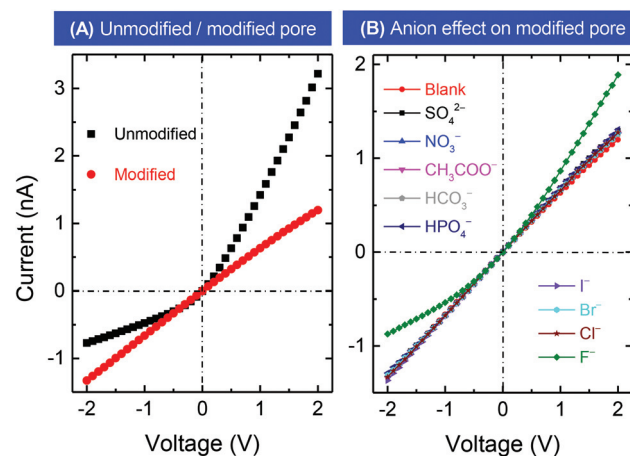 (A) Unmodified / modified pore
3
2
1
0
-1
Current (nA)
Unmodified
Modified
-2 -1 0 1 2
Voltage (V)
(B) Anion effect on modified pore
2
1
0
-1
Blank
SO₄²⁻
NO₃⁻
CH₃COO⁻
HCO₃⁻
HPO₄⁻
I⁻
Br⁻
Cl⁻
F⁻
-2 -1 0 1 2
Voltage (V)